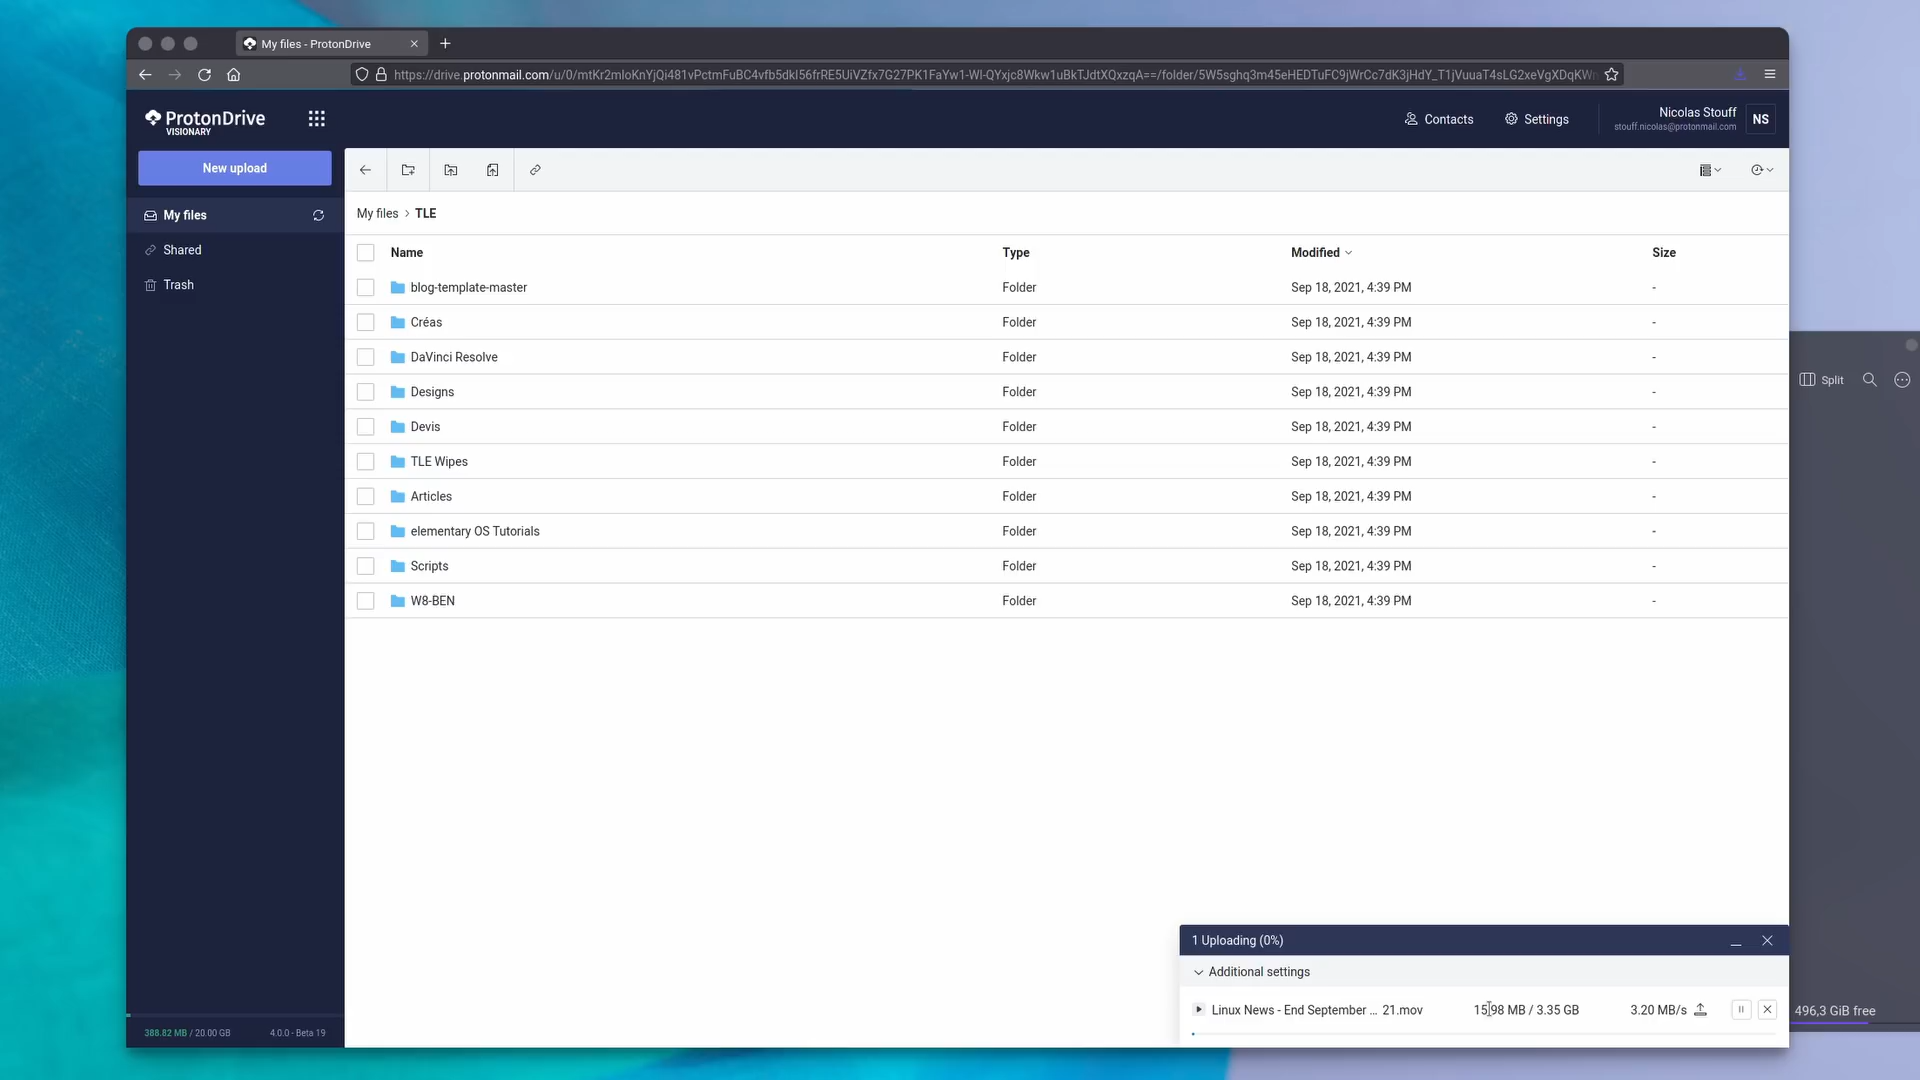 My files - ProtonDrive
ProtonDrive
VISIONARY
Contacts
Settings
Nicolas Stouff
stouff.nicolas@protonmail.com
NS
New upload
My files
Shared
Trash
My files > TLE
Name Type Modified Size
blog-template-master Folder Sep 18, 2021, 4:39 PM -
Créas Folder Sep 18, 2021, 4:39 PM -
DaVinci Resolve Folder Sep 18, 2021, 4:39 PM -
Designs Folder Sep 18, 2021, 4:39 PM -
Devis Folder Sep 18, 2021, 4:39 PM -
TLE Wipes Folder Sep 18, 2021, 4:39 PM -
Articles Folder Sep 18, 2021, 4:39 PM -
elementary OS Tutorials Folder Sep 18, 2021, 4:39 PM -
Scripts Folder Sep 18, 2021, 4:39 PM -
W8-BEN Folder Sep 18, 2021, 4:39 PM -
Split
1 Uploading (0%)
Additional settings
Linux News - End September ... 21.mov 15.98 MB / 3.35 GB 3.20 MB/s
496,3 GiB free
388.82 MB / 20.00 GB 4.0.0 - Beta 19